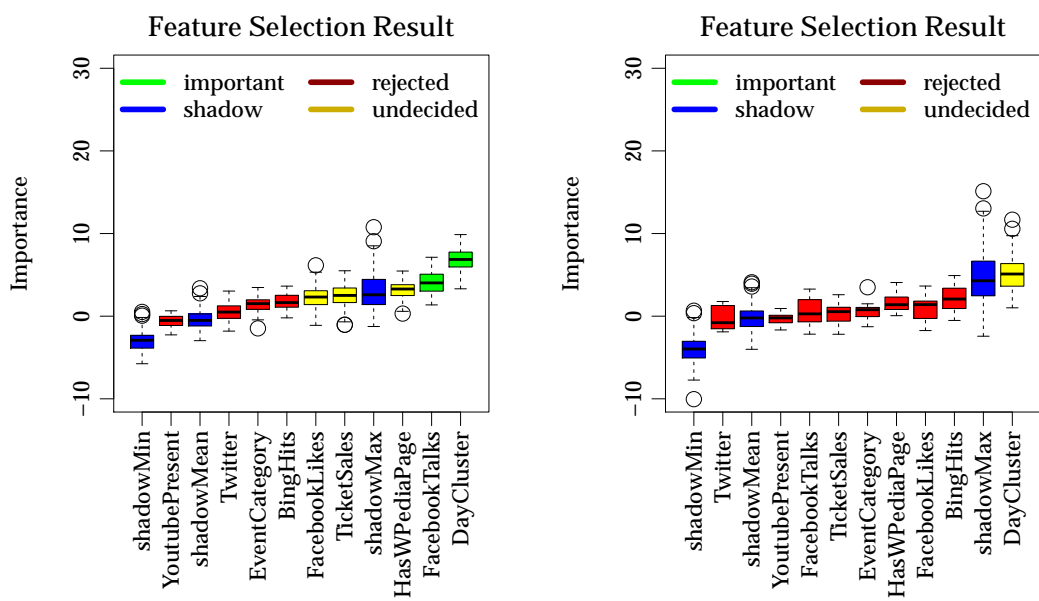 Feature Selection Result
important
rejected
shadow
undecided
Importance
30
20
10
0
−10
shadowMin
YoutubePresent
shadowMean
Twitter
EventCategory
BingHits
FacebookLikes
TicketSales
shadowMax
HasWPediaPage
FacebookTalks
DayCluster
Feature Selection Result
important
rejected
shadow
undecided
Importance
30
20
10
0
−10
shadowMin
Twitter
shadowMean
YoutubePresent
FacebookTalks
TicketSales
EventCategory
HasWPediaPage
FacebookLikes
BingHits
shadowMax
DayCluster